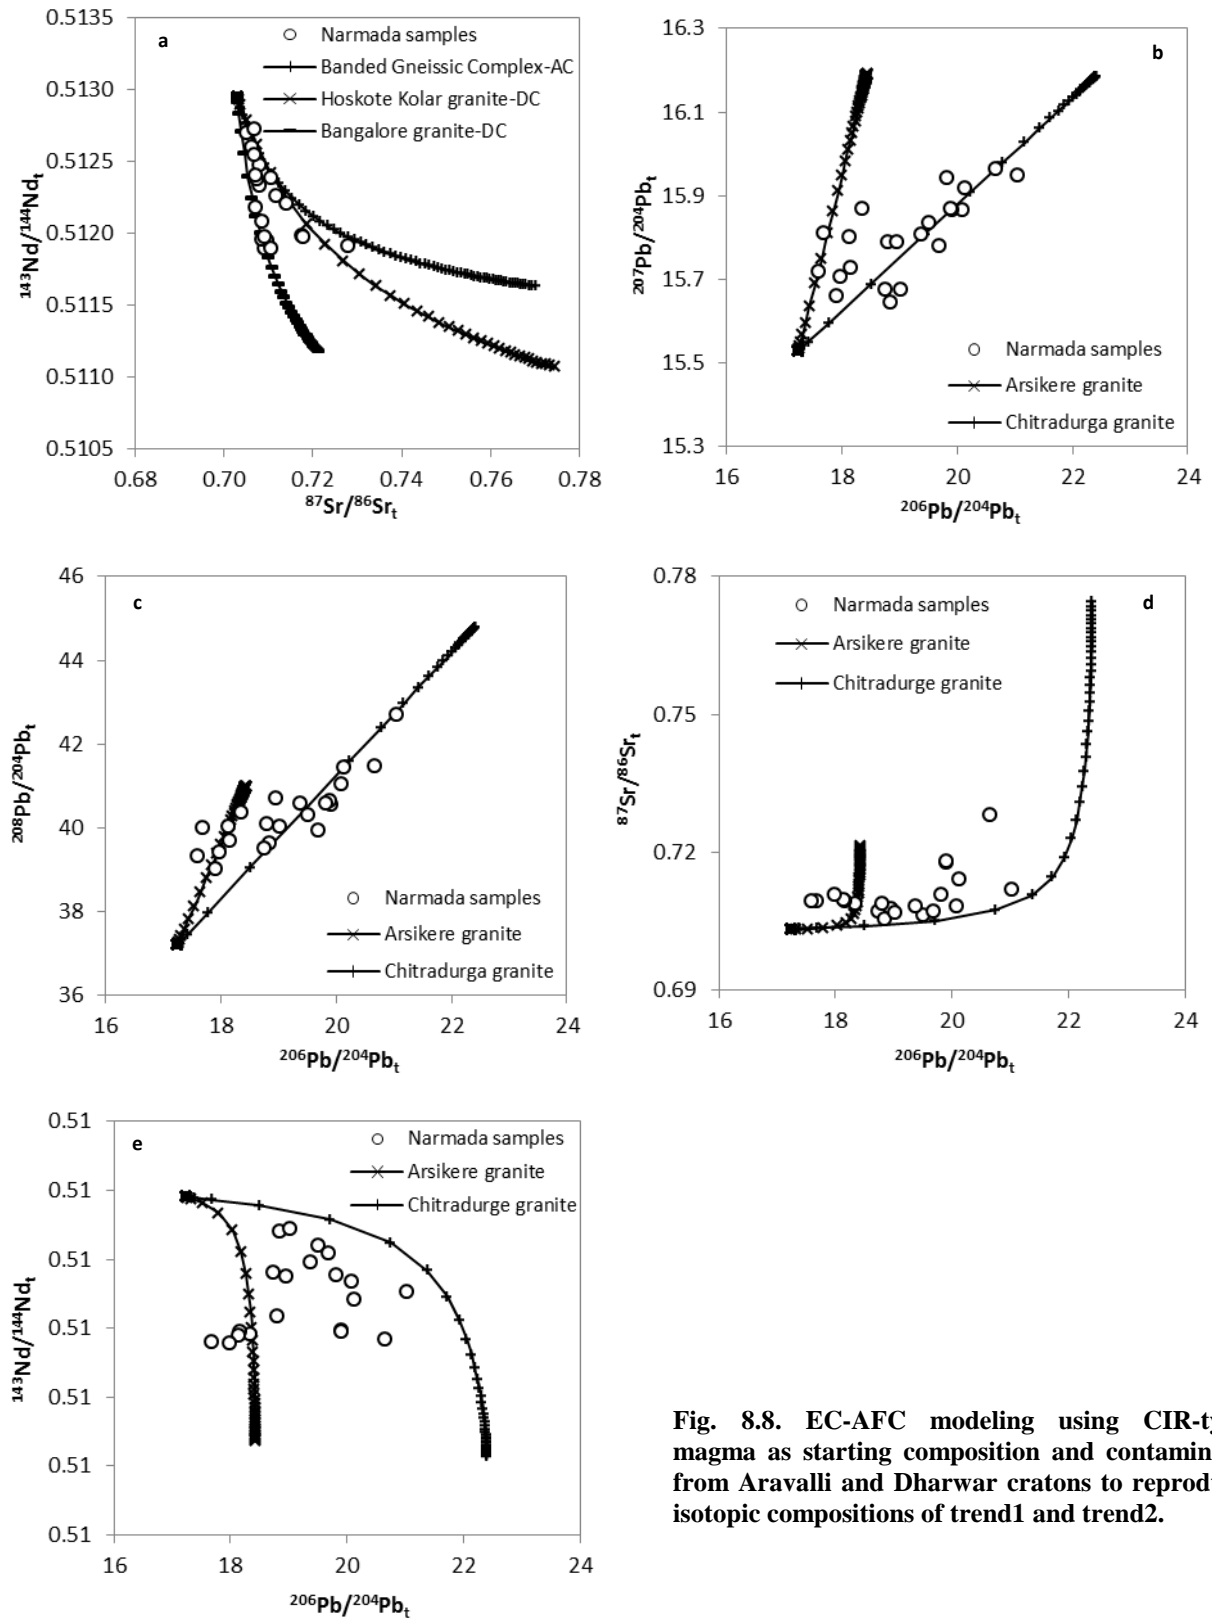 a
0.5135
0.5130
0.5125
0.5120
0.5115
0.5110
0.5105
143Nd/144Ndt
0.68 0.70 0.72 0.74 0.76 0.78
87Sr/86Srt
Narmada samples
Banded Gneissic Complex-AC
Hoskote Kolar granite-DC
Bangalore granite-DC
b
16.3
16.1
15.9
15.7
15.5
15.3
207Pb/204Pbt
16 18 20 22 24
206Pb/204Pbt
Narmada samples
Arsikere granite
Chitradurga granite
c
46
44
42
40
38
36
208Pb/204Pbt
16 18 20 22 24
206Pb/204Pbt
Narmada samples
Arsikere granite
Chitradurga granite
d
0.78
0.75
0.72
0.69
87Sr/86Srt
16 18 20 22 24
206Pb/204Pbt
Narmada samples
Arsikere granite
Chitradurge granite
e
0.51
0.51
0.51
0.51
0.51
0.51
0.51
143Nd/144Ndt
16 18 20 22 24
206Pb/204Pbt
Narmada samples
Arsikere granite
Chitradurge granite
Fig. 8.8. EC-AFC modeling using CIR-ty
magma as starting composition and contamin
from Aravalli and Dharwar cratons to reprodu
isotopic compositions of trend1 and trend2.